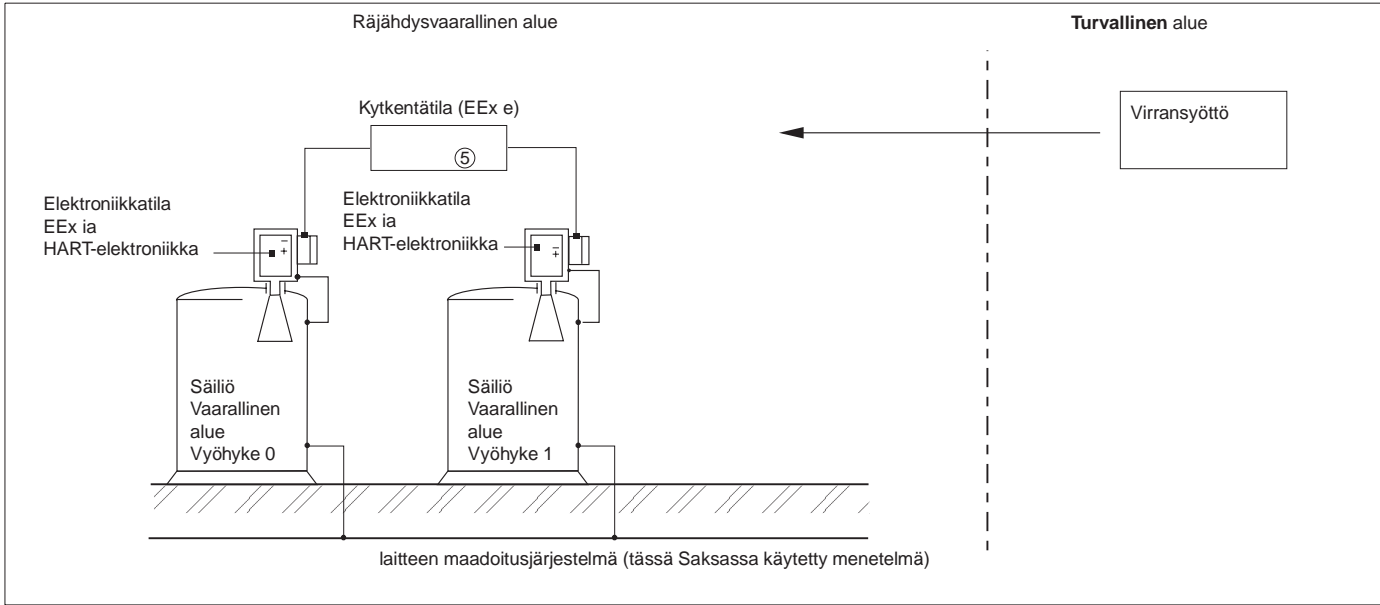 Räjähdysvaarallinen alue
Turvallinen alue
Kytkentätila (EEx e)
5
Virransyöttö
Elektroniikkatila
EEx ia
HART-elektroniikka
Elektroniikkatila
EEx ia
HART-elektroniikka
Säiliö
Vaarallinen
alue
Vyöhyke 0
Säiliö
Vaarallinen
alue
Vyöhyke 1
laitteen maadoitusjärjestelmä (tässä Saksassa käytetty menetelmä)